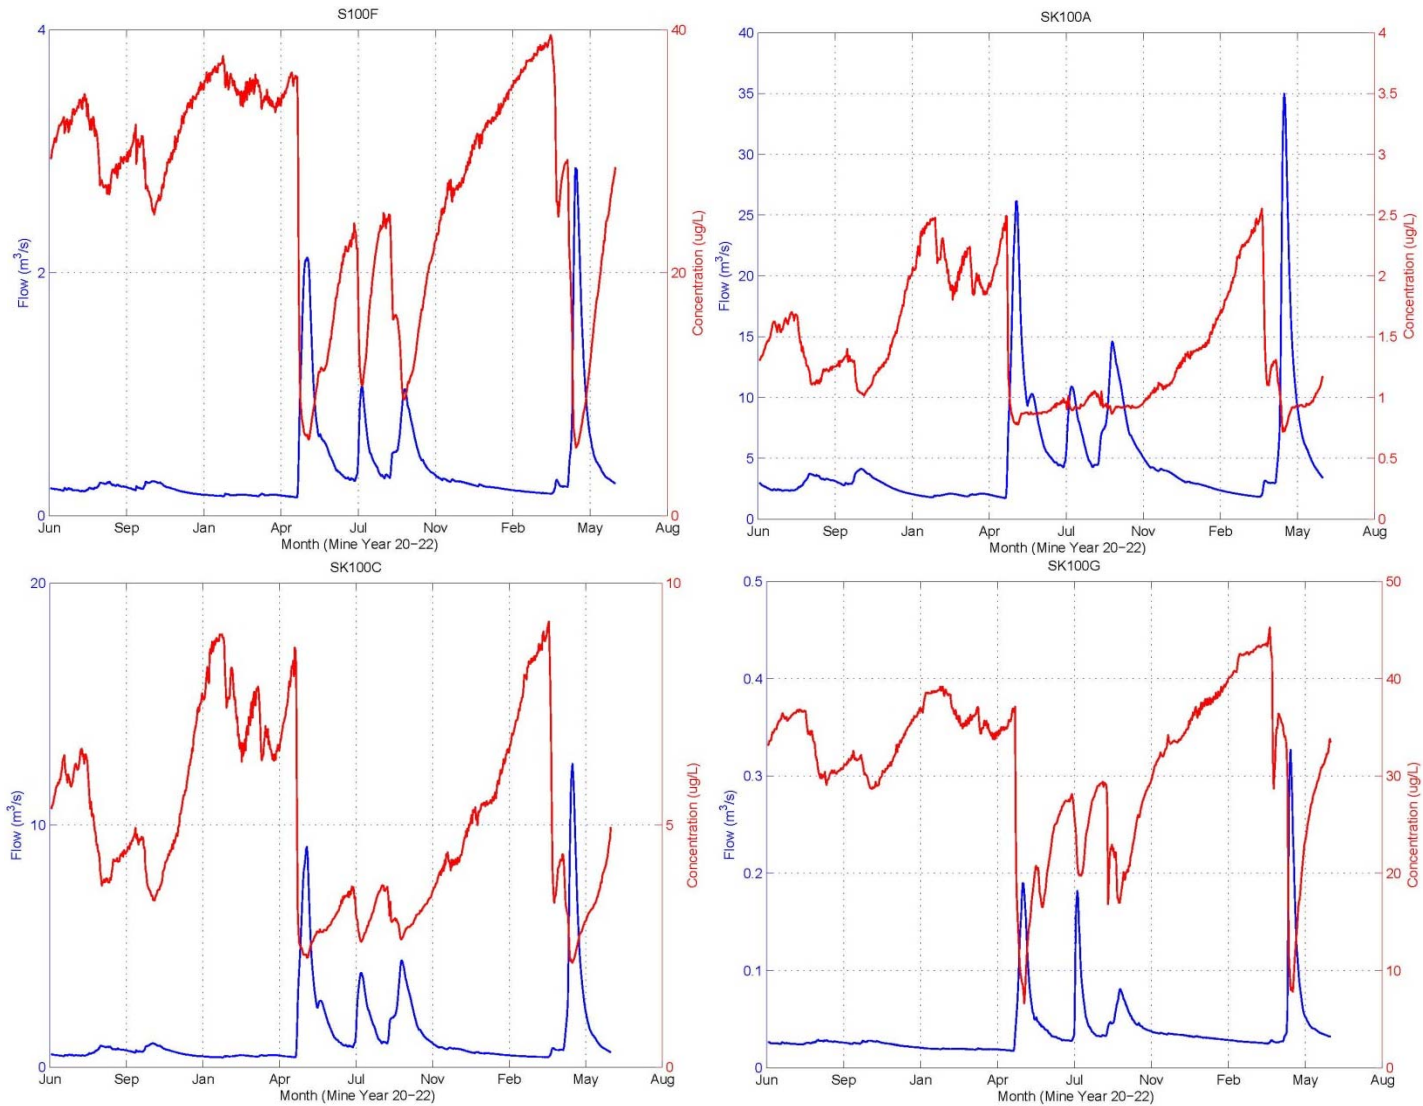 S100F
4
2
0
Flow (m³/s)
40
20
0
Concentration (ug/L)
Jun Sep Jan Apr Jul Nov Feb May Aug
Month (Mine Year 20-22)
SK100A
40
35
30
25
20
15
10
5
0
Flow (m³/s)
4
3.5
3
2.5
2
1.5
1
0.5
0
Concentration (ug/L)
Jun Sep Jan Apr Jul Nov Feb May Aug
Month (Mine Year 20-22)
SK100C
20
10
0
Flow (m³/s)
10
5
0
Concentration (ug/L)
Jun Sep Jan Apr Jul Nov Feb May Aug
Month (Mine Year 20-22)
SK100G
0.5
0.4
0.3
0.2
0.1
0
Flow (m³/s)
50
40
30
20
10
0
Concentration (ug/L)
Jun Sep Jan Apr Jul Nov Feb May Aug
Month (Mine Year 20-22)